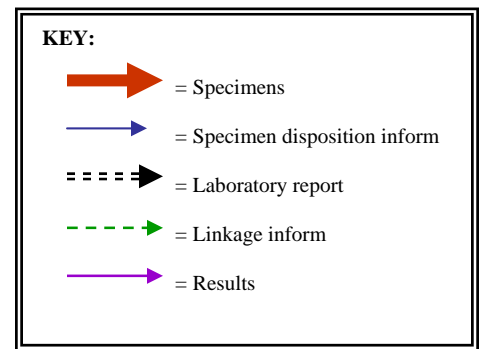 KEY:
= Specimens
= Specimen disposition inform
= Laboratory report
= Linkage inform
= Results